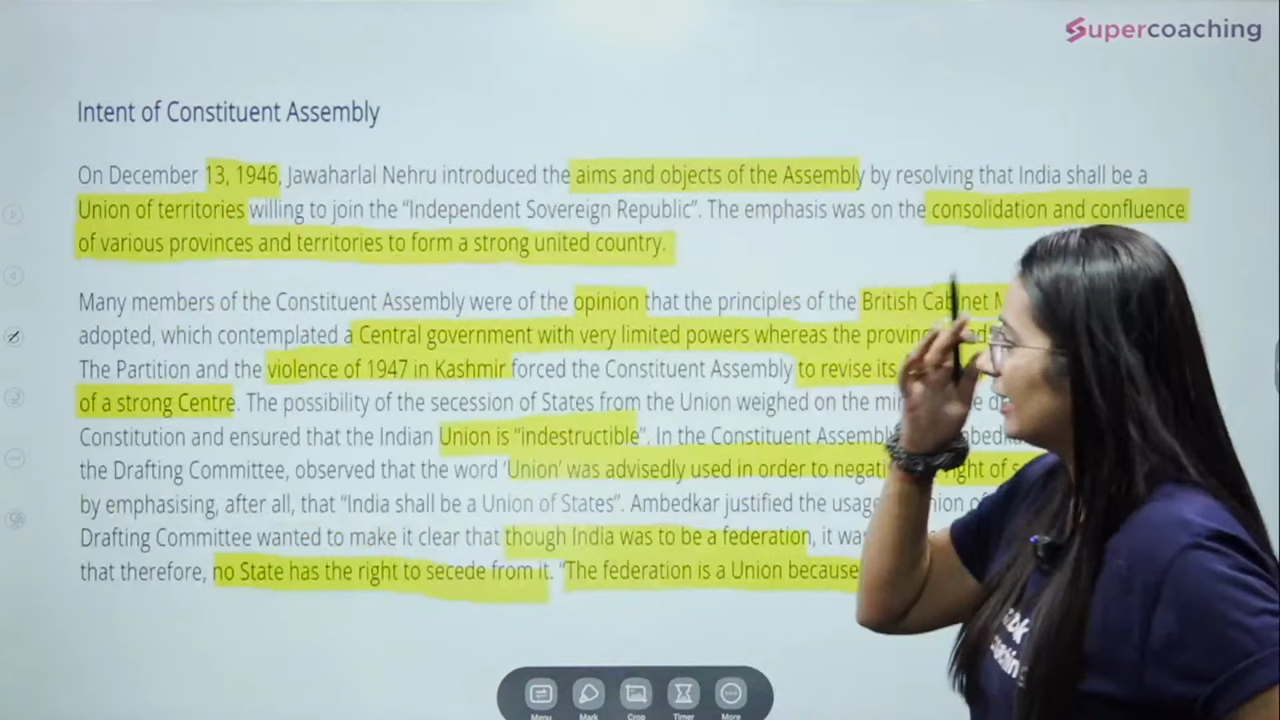 Supercoaching
Intent of Constituent Assembly
On December 13, 1946, Jawaharlal Nehru introduced the aims and objects of the Assembly by resolving that India shall be a
Union of territories willing to join the “Independent Sovereign Republic”. The emphasis was on the consolidation and confluence
of various provinces and territories to form a strong united country.
Many members of the Constituent Assembly were of the opinion that the principles of the British Cabinet
adopted, which contemplated a Central government with very limited powers whereas the
The Partition and the violence of 1947 in Kashmir forced the Constituent Assembly to revise its
of a strong Centre. The possibility of the secession of States from the Union weighed on the
Constitution and ensured that the Indian Union is “indestructible”. In the Constituent
the Drafting Committee, observed that the word ‘Union’ was advisedly used in order to right of
by emphasising, after all, that “India shall be a Union of States”. Ambedkar justified the
Drafting Committee wanted to make it clear that though India was to be a federation, it
that therefore, no State has the right to secede from it. “The federation is a Union because
Menu Mark Crop Timer More